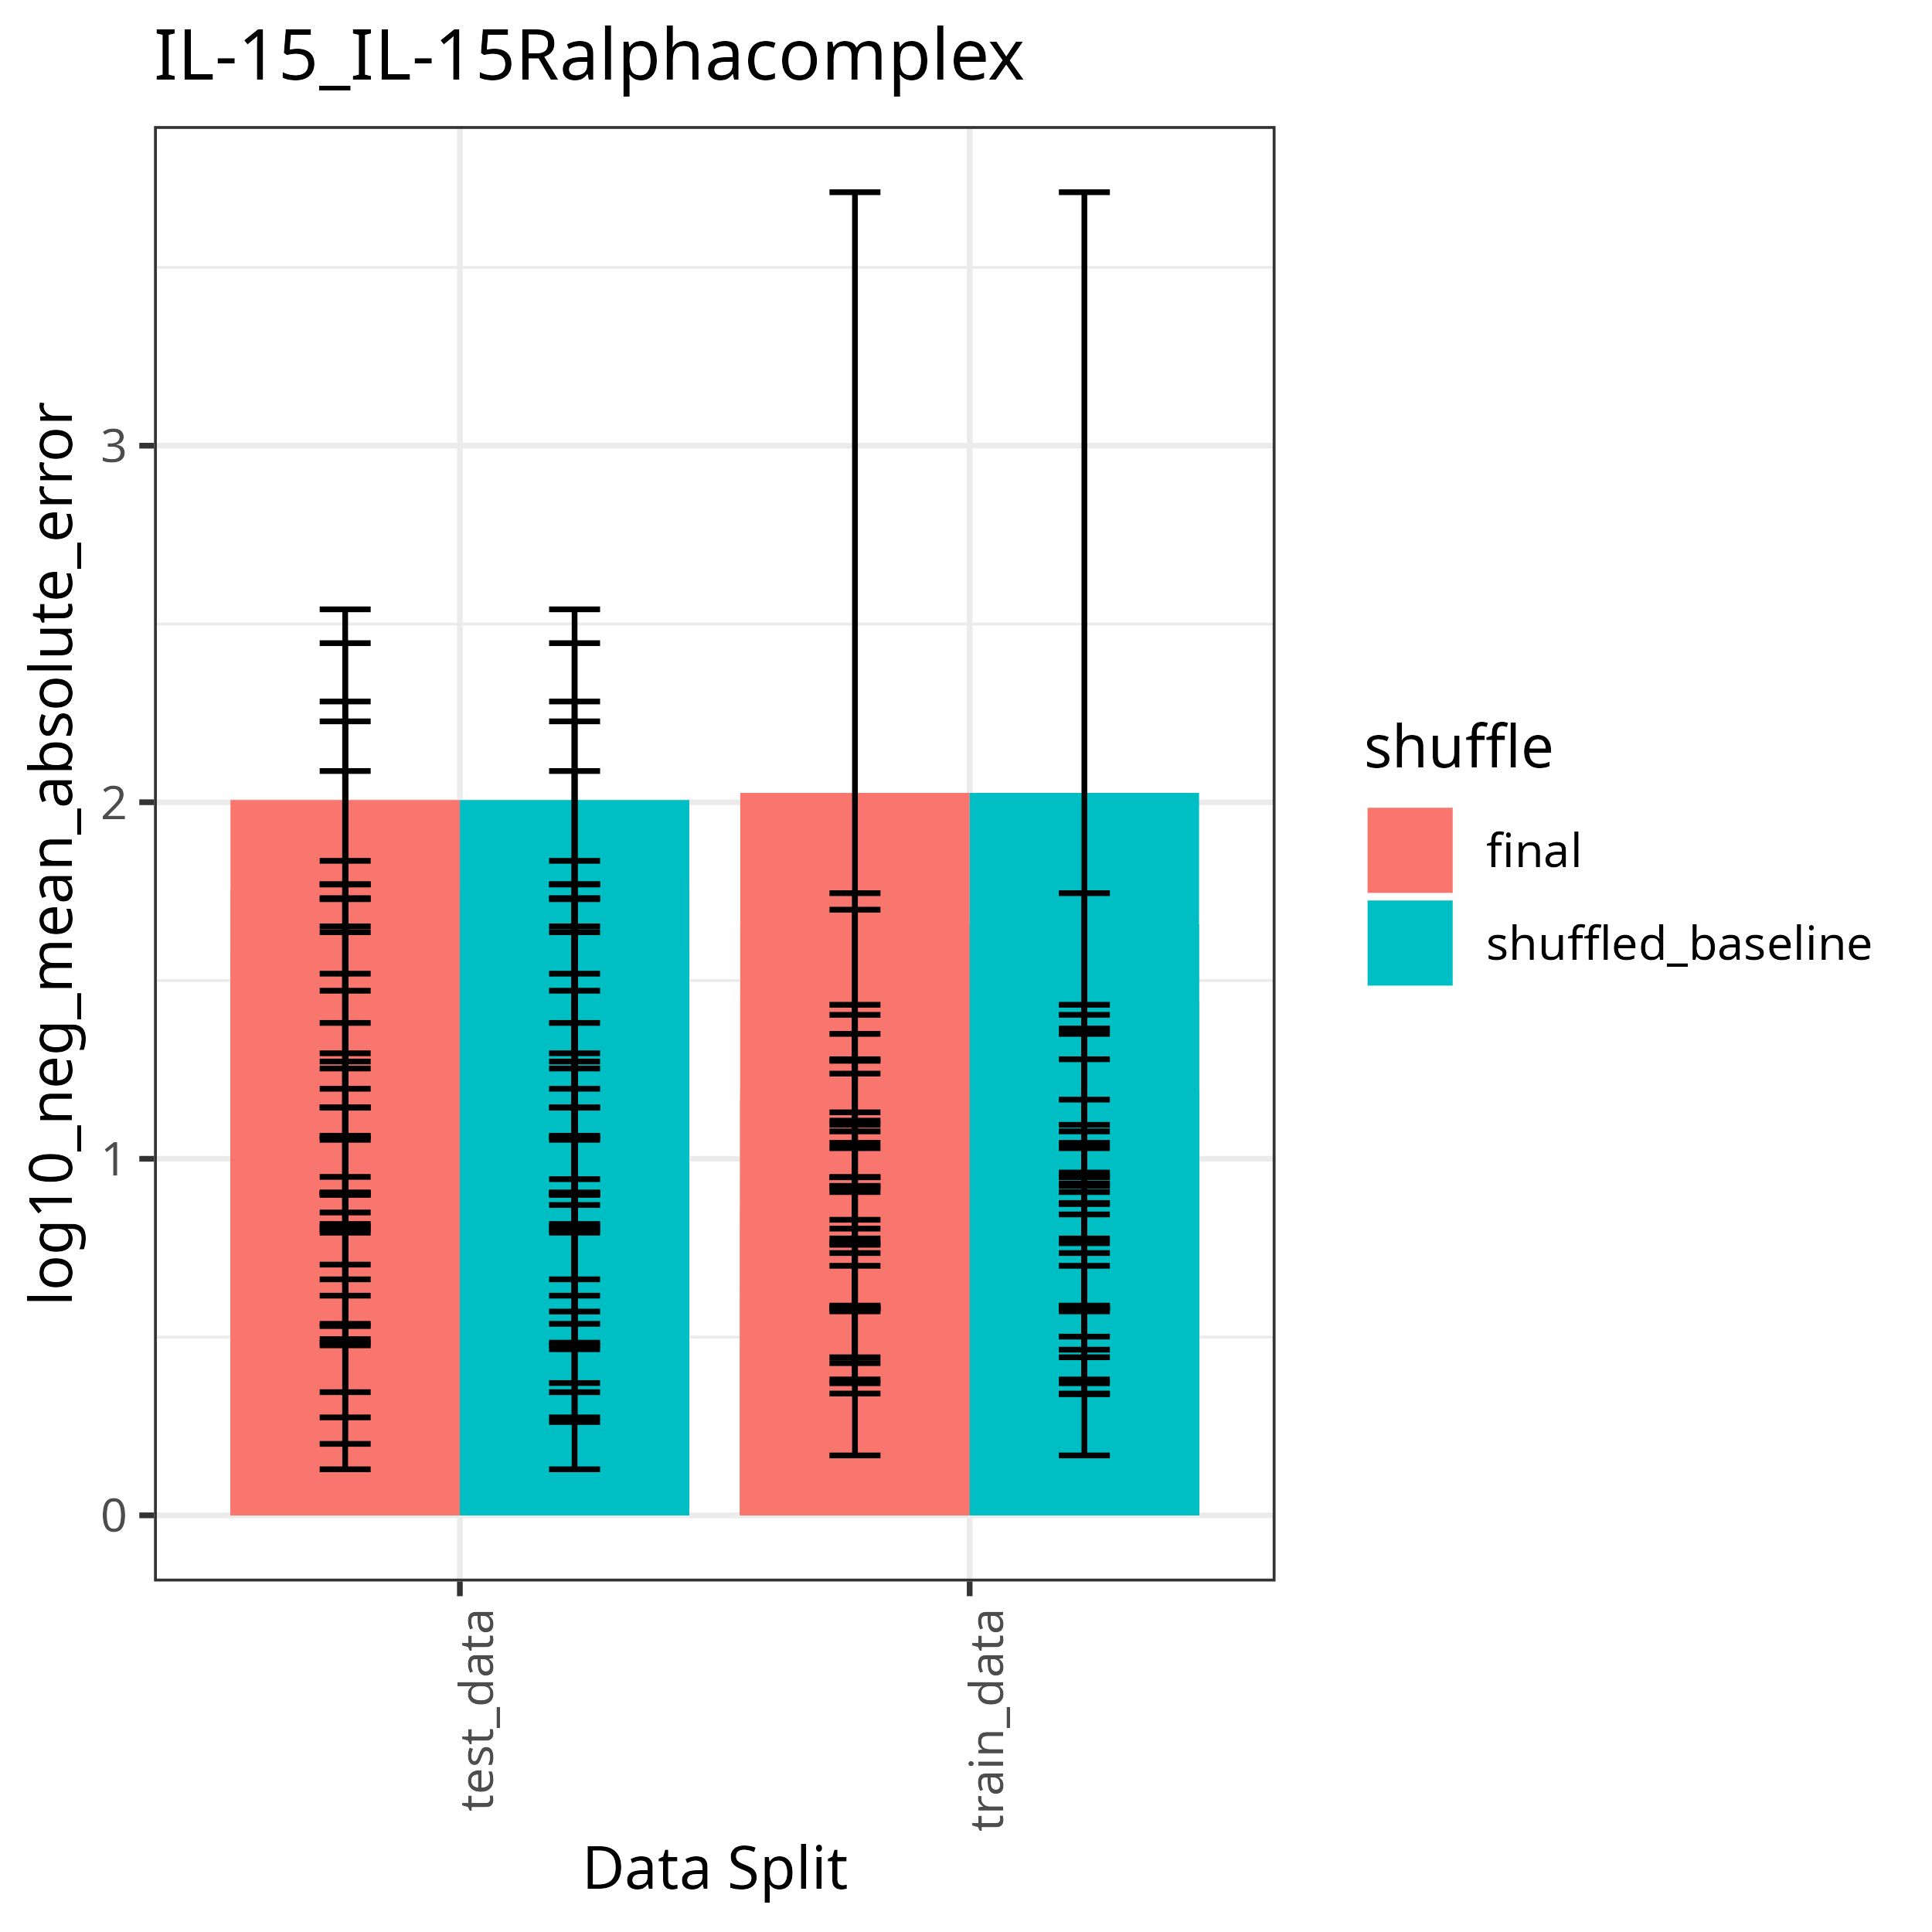 IL-15_IL-15Ralphacomplex
log10_neg_mean_absolute_error
3
2
1
0
test_data
train_data
Data Split
shuffle
final
shuffled_baseline